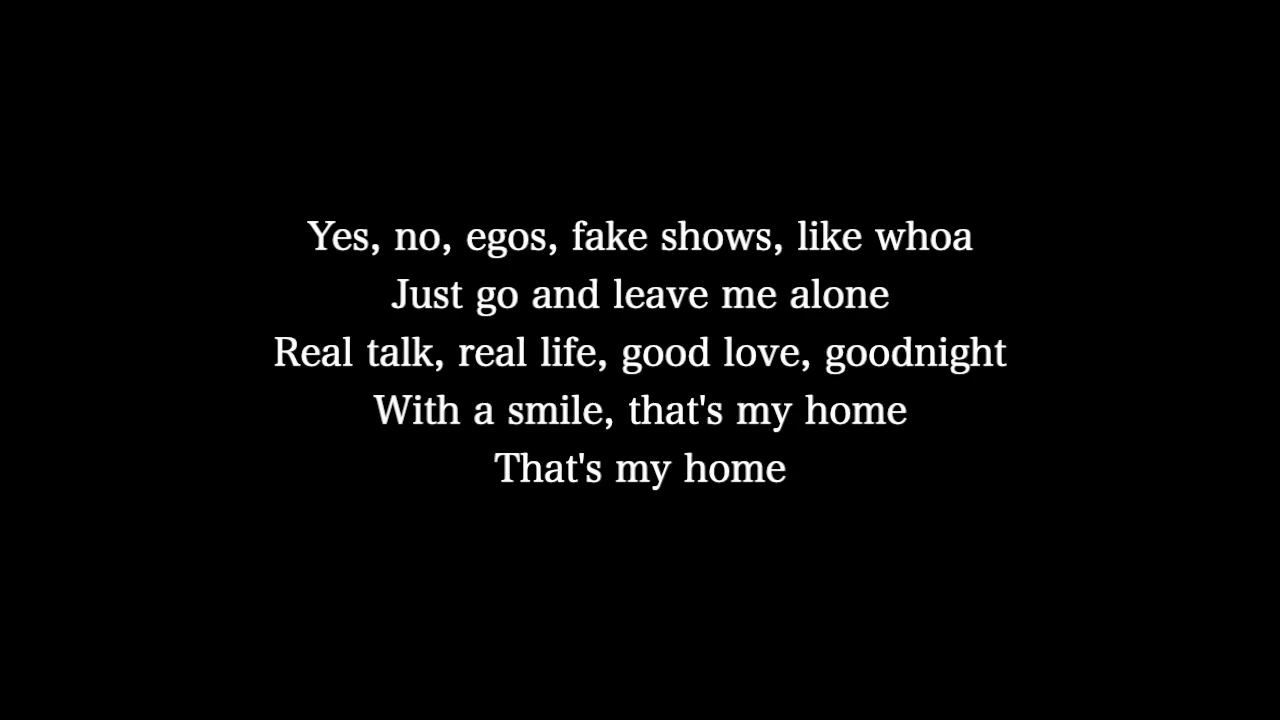 Yes, no, egos, fake shows, like whoa
Just go and leave me alone
Real talk, real life, good love, goodnight
With a smile, that's my home
That's my home